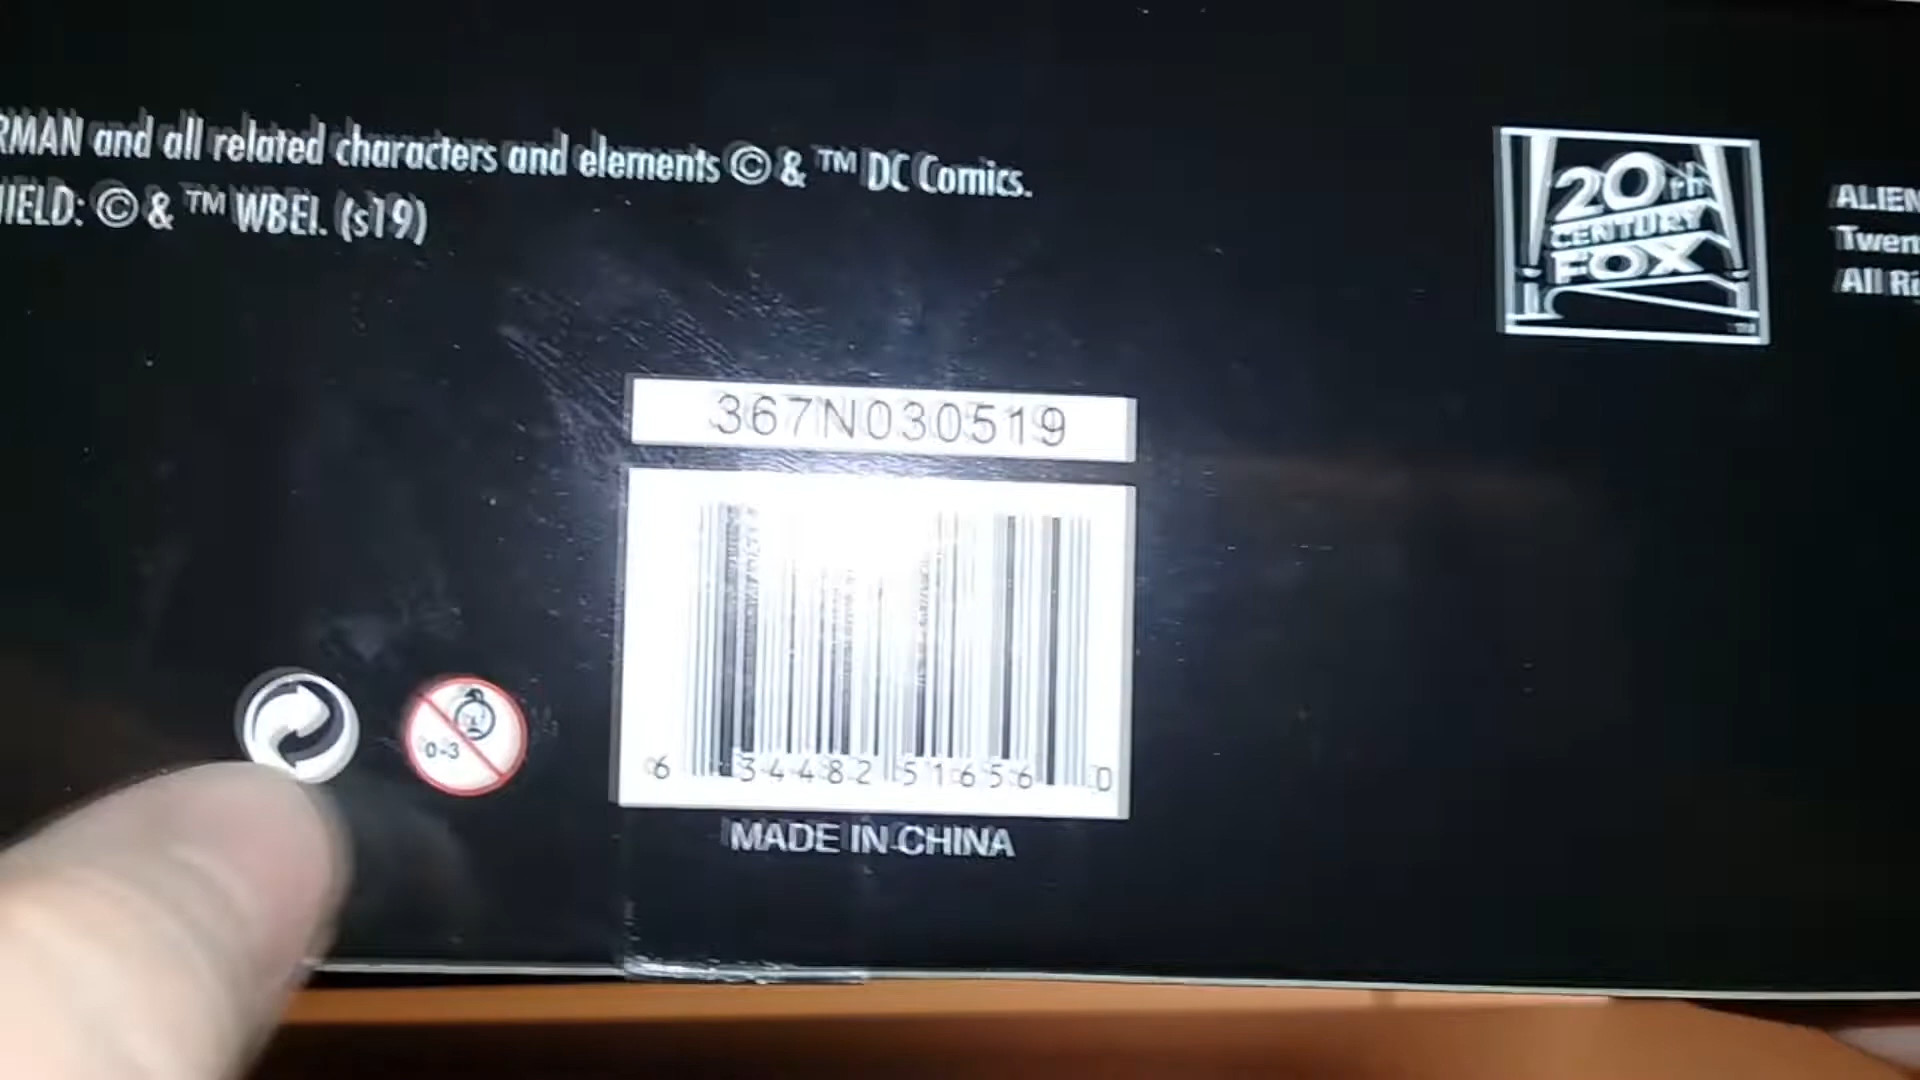 RMAN and all related characters and elements © & ™ DC Comics.
IELD: © & ™ WBEI. (s19)
20th
CENTURY
FOX
TM
ALIEN
Twen
All Ri
367N030519
0-3
6 34482 51656 0
MADE IN CHINA